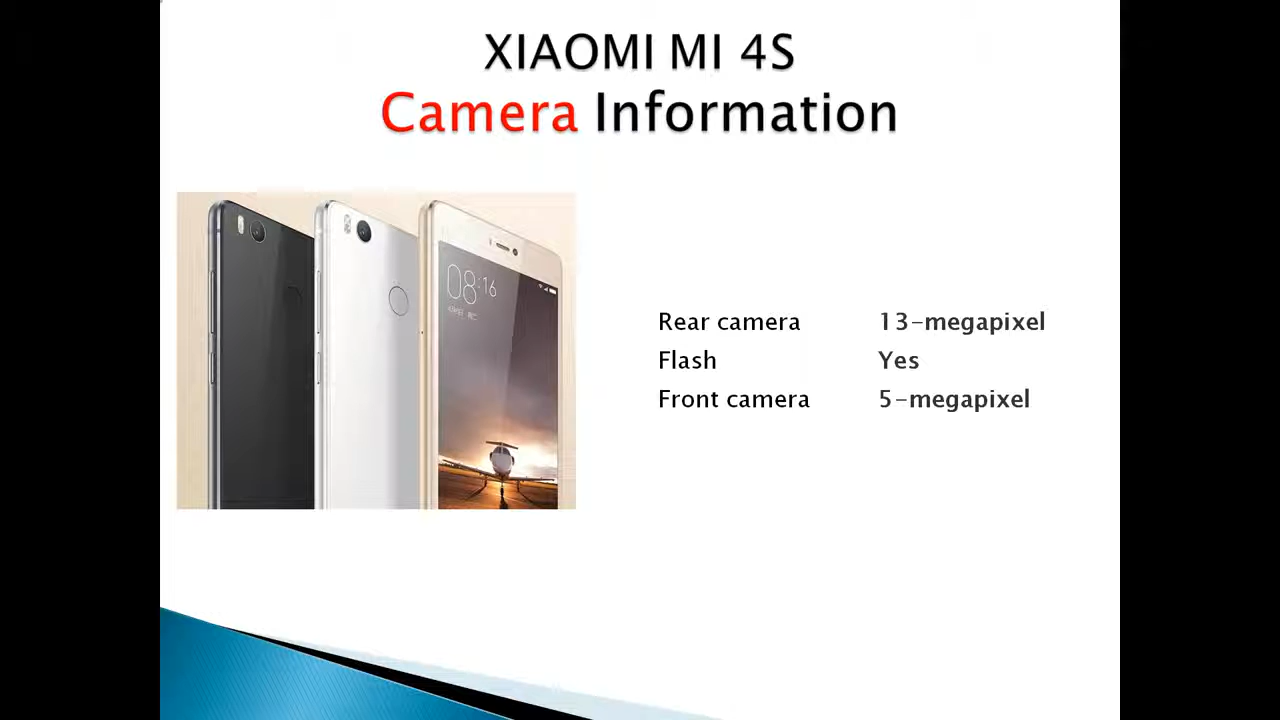 XIAOMI MI 4S
Camera Information
08:16
Rear camera 13-megapixel
Flash Yes
Front camera 5-megapixel